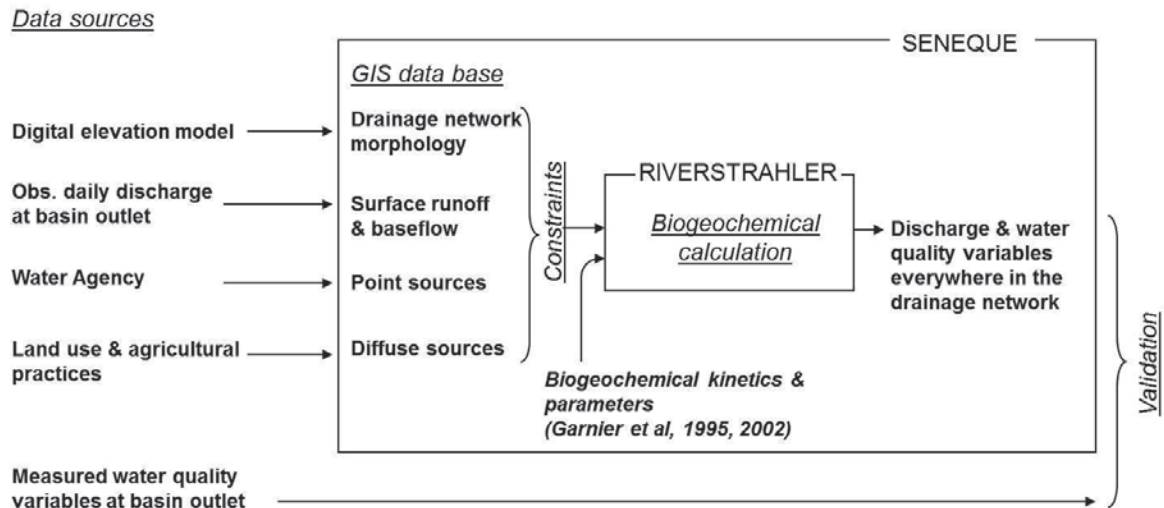 Data sources
SENEQUE
GIS data base
Digital elevation model
Drainage network
morphology
Obs. daily discharge
at basin outlet
Surface runoff
& baseflow
Water Agency
Point sources
Land use & agricultural
practices
Diffuse sources
Constraints
RIVERSTRAHLER
Biogeochemical
calculation
Biogeochemical kinetics &
parameters
(Garnier et al, 1995, 2002)
Discharge & water
quality variables
everywhere in the
drainage network
Measured water quality
variables at basin outlet
Validation